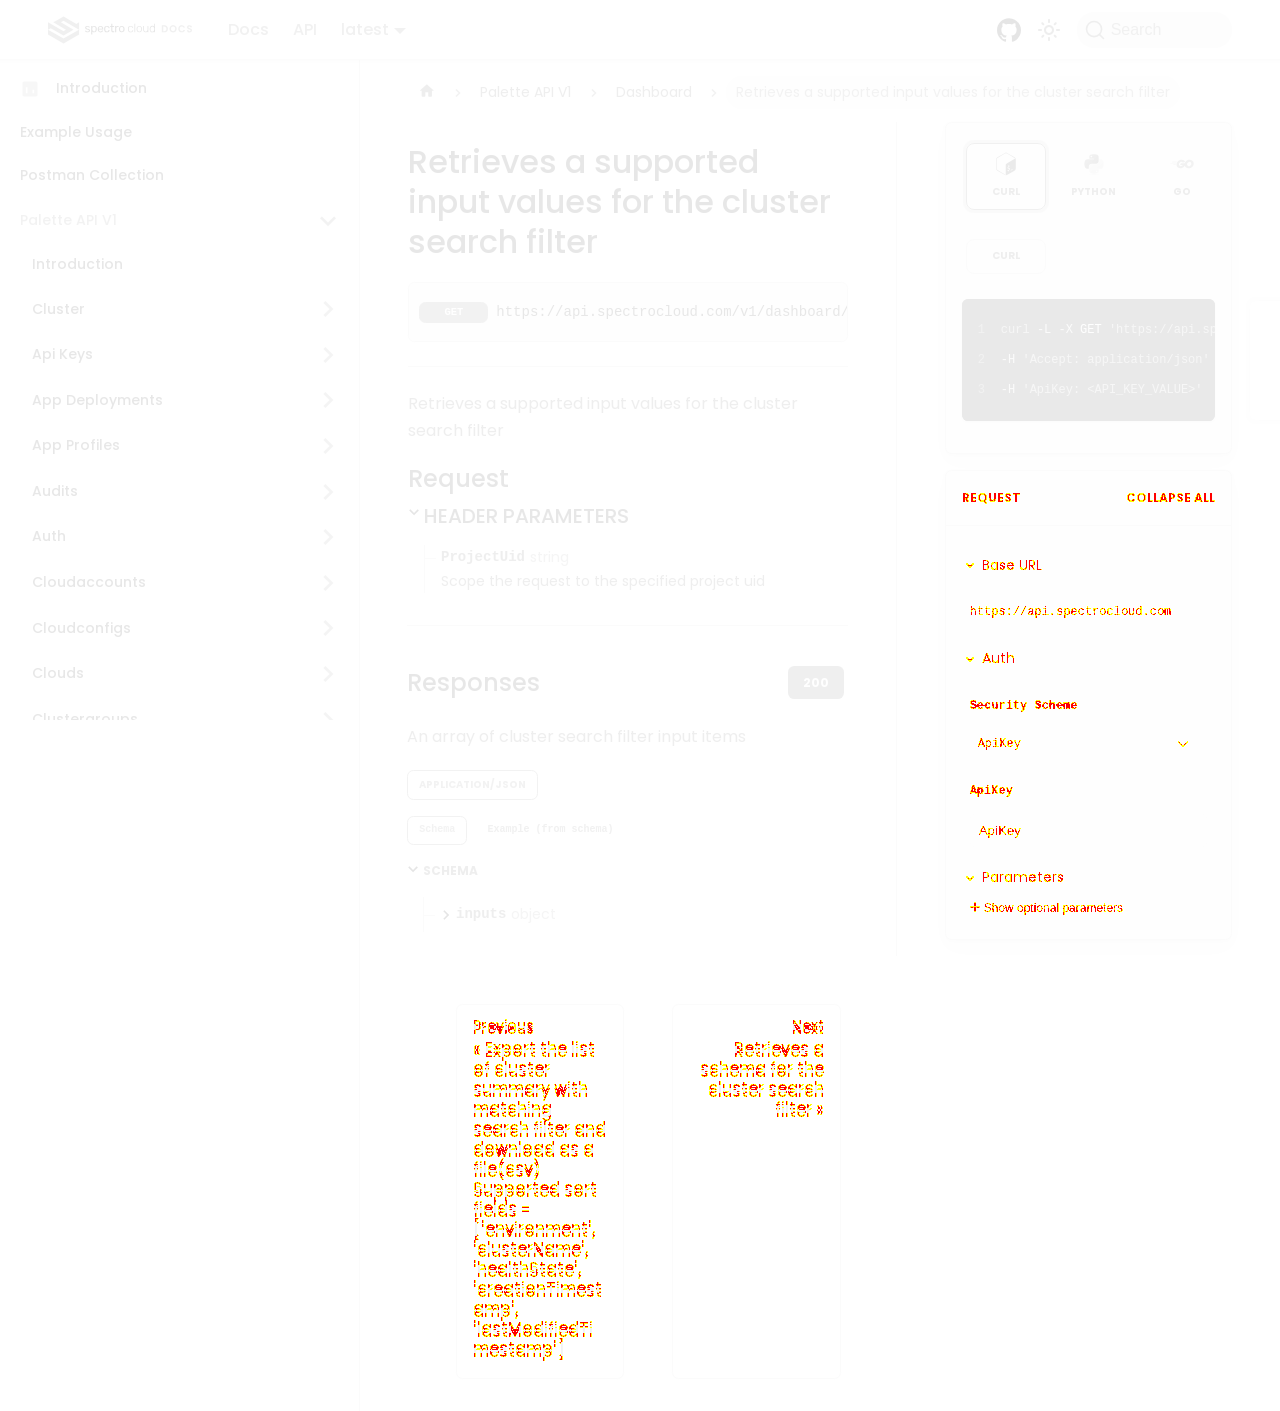 spectro cloud DOCS
Docs
API
latest
Search
Introduction
Example Usage
Postman Collection
Palette API V1
Introduction
Cluster
Api Keys
App Deployments
App Profiles
Audits
Auth
Cloudaccounts
Cloudconfigs
Clouds
Clustergroups
Palette API V1
Dashboard
Retrieves a supported input values for the cluster search filter
Retrieves a supported
input values for the cluster
search filter
GET https://api.spectrocloud.com/v1/dashboard/
Retrieves a supported input values for the cluster
search filter
Request
HEADER PARAMETERS
ProjectUid string
Scope the request to the specified project uid
Responses
200
An array of cluster search filter input items
APPLICATION/JSON
Schema
Example (from schema)
SCHEMA
inputs object
CURL
PYTHON
GO
CURL
1 curl -L -X GET 'https://api.sp
2 -H 'Accept: application/json'
3 -H 'ApiKey: <API_KEY_VALUE>'
REQUEST
COLLAPSE ALL
Base URL
https://api.spectrocloud.com
Auth
Security Scheme
ApiKey
ApiKey
ApiKey
Parameters
+ Show optional parameters
Previous
« Export the list
of cluster
summary with
matching
search filter and
download as a
file(csv)
Supported sort
fields =
["environment",
"clusterName",
"healthState",
"creationTimest
amp",
"lastModifiedTi
mestamp"]
Next
Retrieves a
schema for the
cluster search
filter »